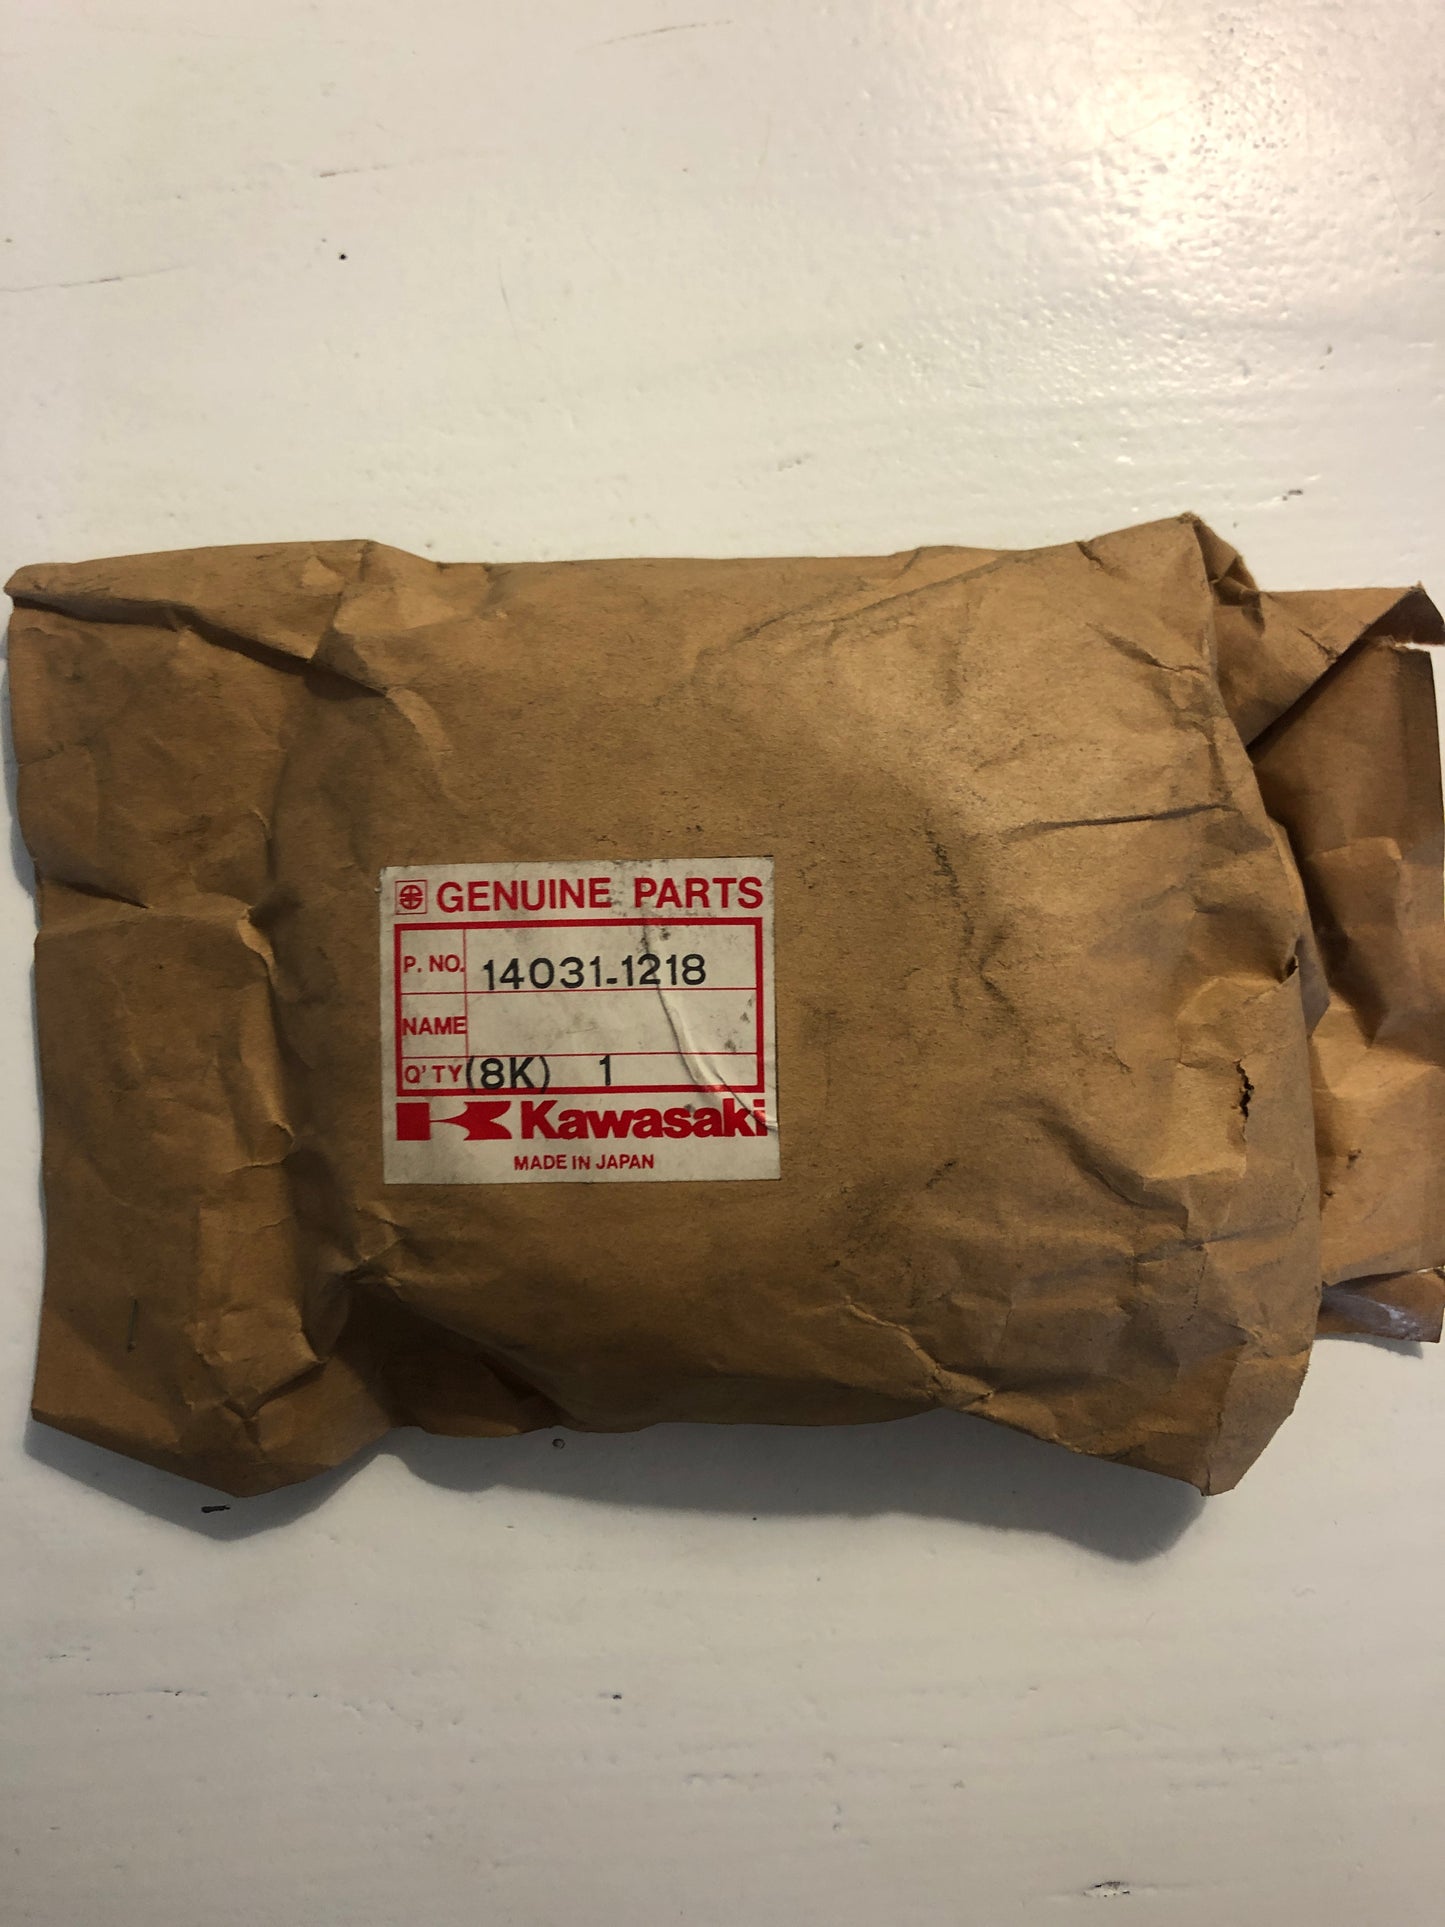 GENUINE PARTS
P. NO. 14031-1218
NAME
Q'TY (8K) 1
Kawasaki
MADE IN JAPAN